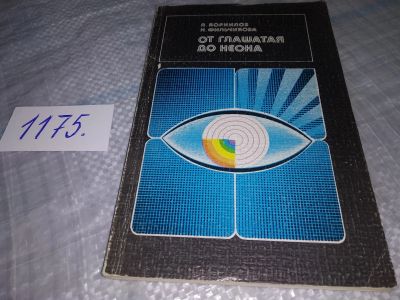 Л. КОРНИЛОВ
Н. ФИЛЬЧИКОВА
ОТ ГЛАШАТАЯ
ДО НЕОНА
1175.